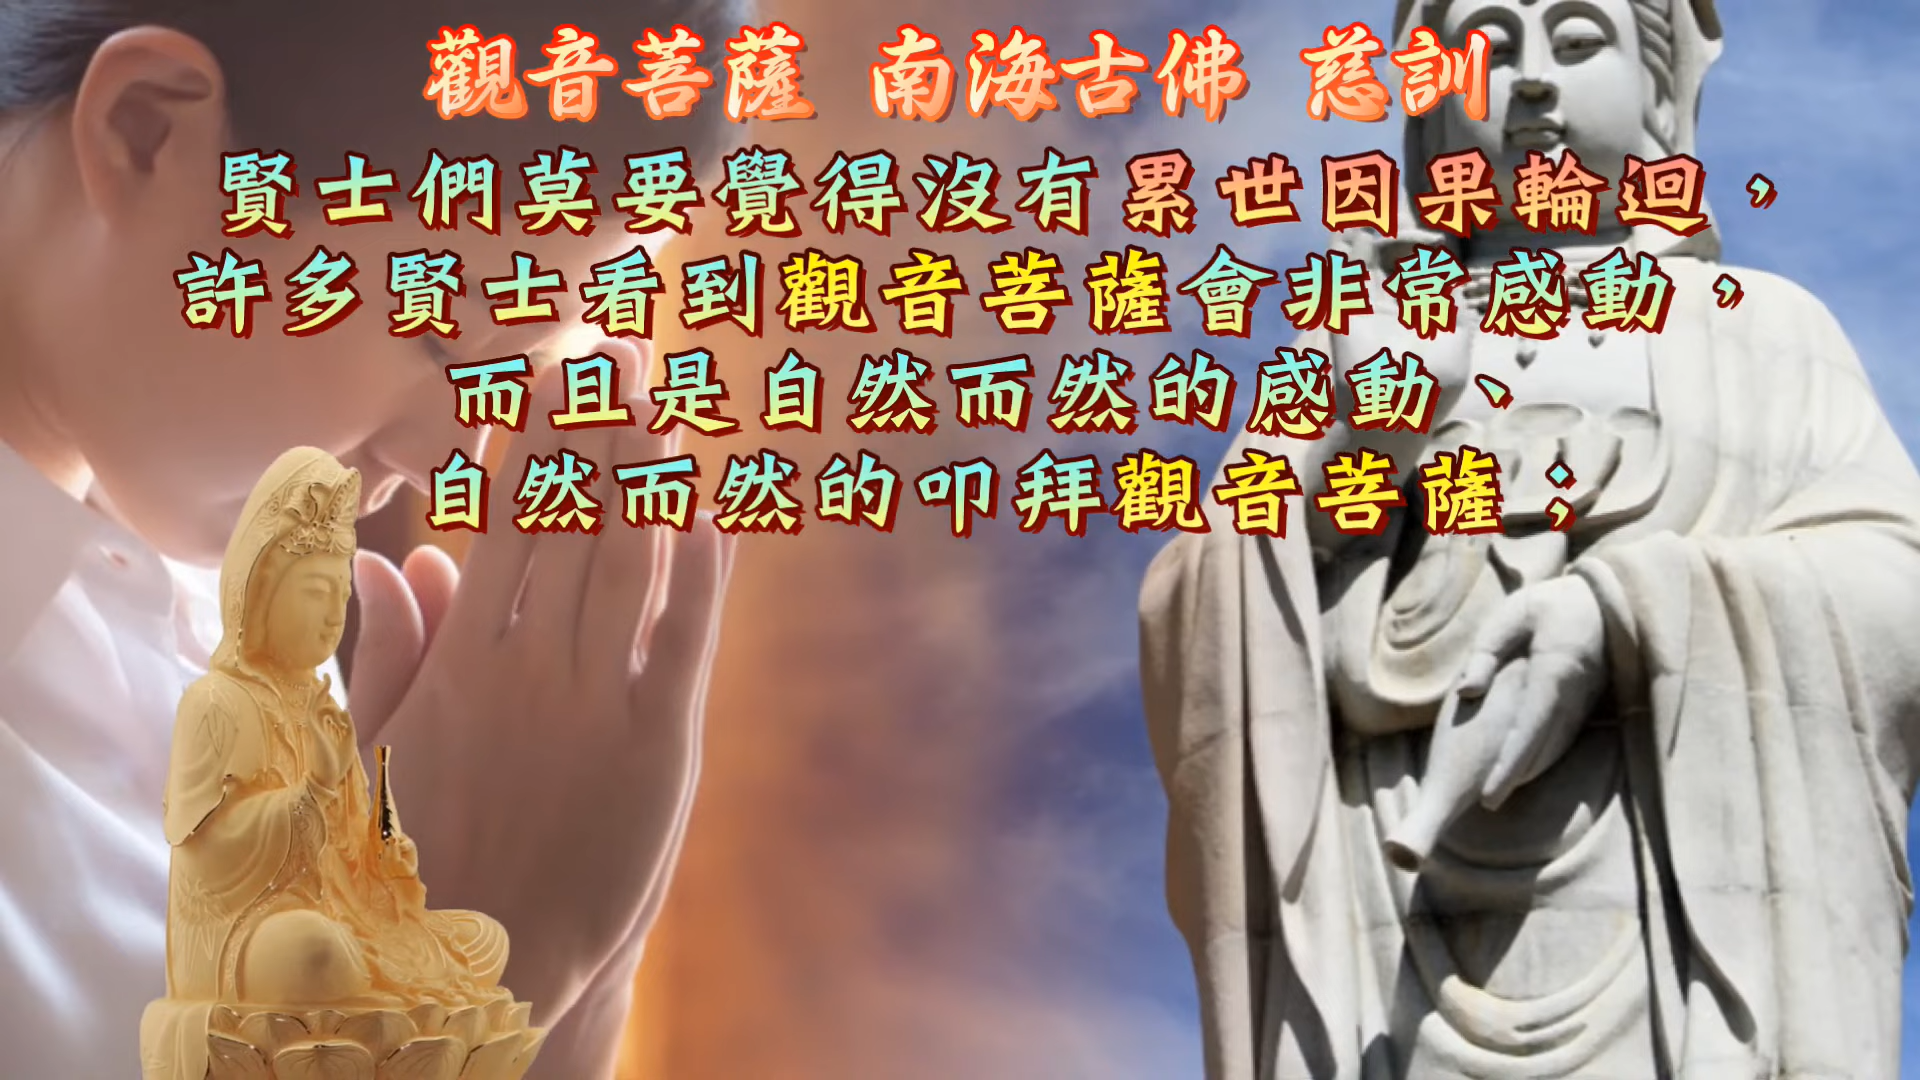 觀音菩薩 南海古佛 慈訓
賢士們莫要覺得沒有累世因果輪迴，
許多賢士看到觀音菩薩會非常感動，
而且是自然而然的感動、
自然而然的叩拜觀音菩薩；